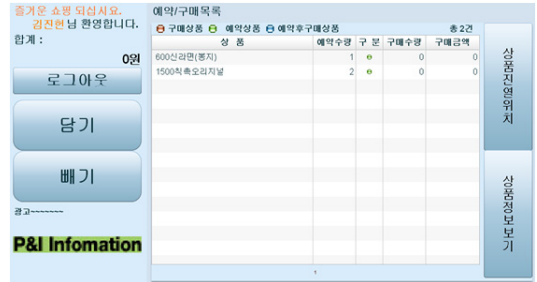 즐거운 쇼핑 되십시요.
김진헌 님 환영합니다.
합계 :
0원
로그아웃
담기
빼기
광고~~~~~~~
P&I Infomation
예약/구매목록
구매상품 예약상품 예약후구매상품 총 2건
상 품 예약수량 구 분 구매수량 구매금액
600신라면(봉지) 1 0 0
1500칙촉오리지널 2 0 0
1
상품진열위치
상품정보보기